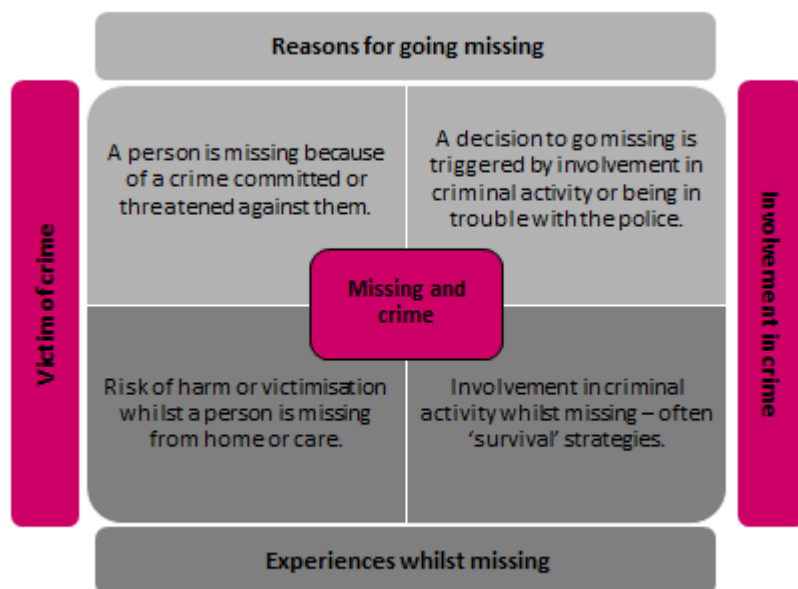 Reasons for going missing
Victim of crime
A person is missing because
of a crime committed or
threatened against them.
A decision to go missing is
triggered by involvement in
criminal activity or being in
trouble with the police.
Involvement in crime
Missing and
crime
Risk of harm or victimisation
whilst a person is missing
from home or care.
Involvement in criminal
activity whilst missing – often
‘survival’ strategies.
Experiences whilst missing